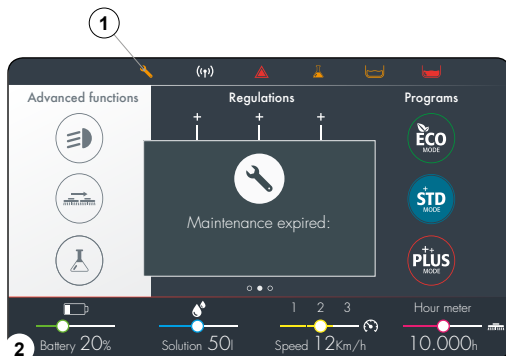 1
Advanced functions
Regulations
Programs
+ + +
ECO
MODE
+
STD
MODE
++
PLUS
MODE
Maintenance expired:
1 2 3
Hour meter
2
Battery 20%
Solution 50l
Speed 12Km/h
10.000h